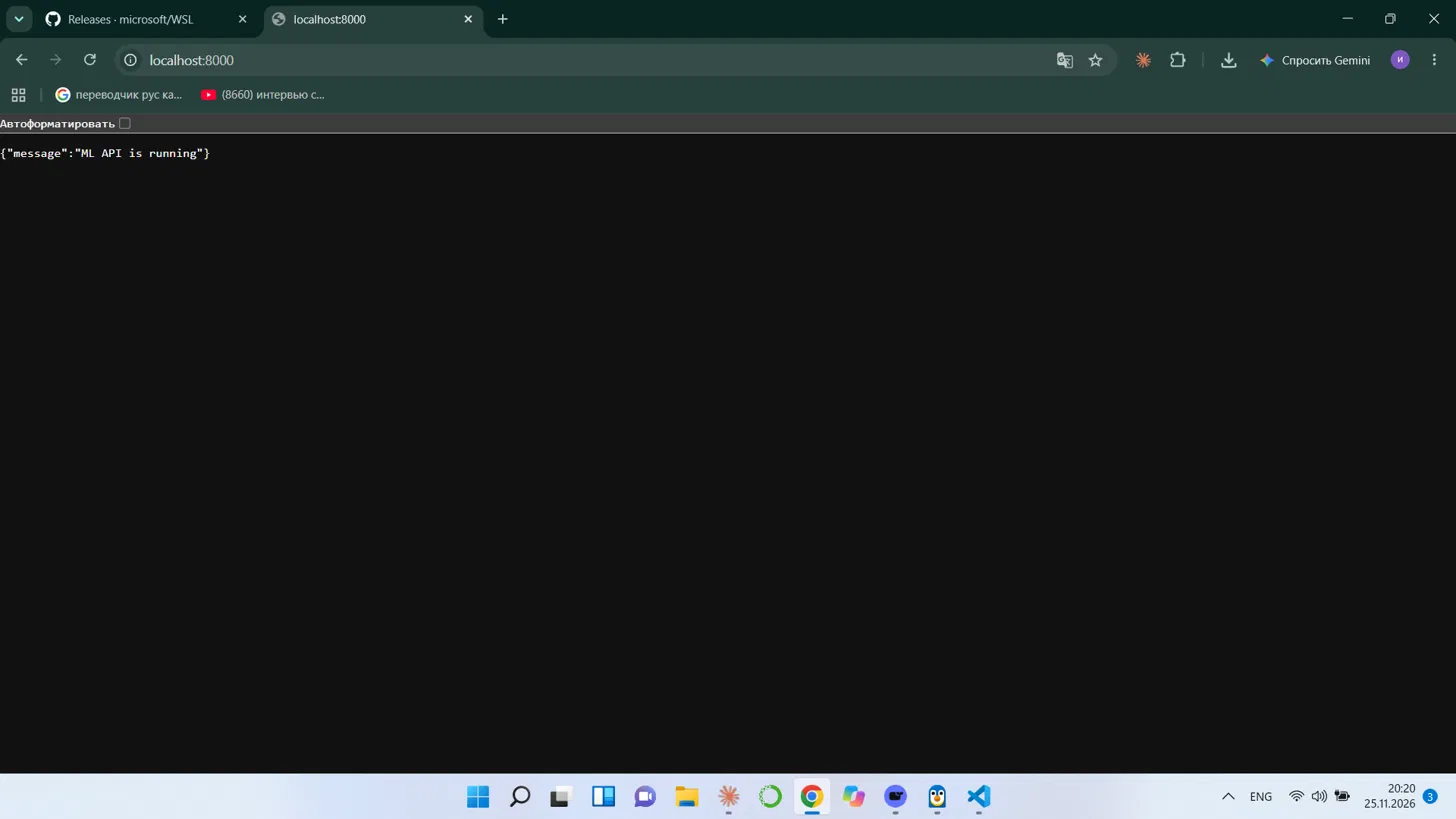 Releases · microsoft/WSL
localhost:8000
localhost:8000
Спросить Gemini
и
переводчик рус ка...
(8660) интервью с...
Автоформатировать
{"message":"ML API is running"}
ENG
20:20
25.11.2026
3